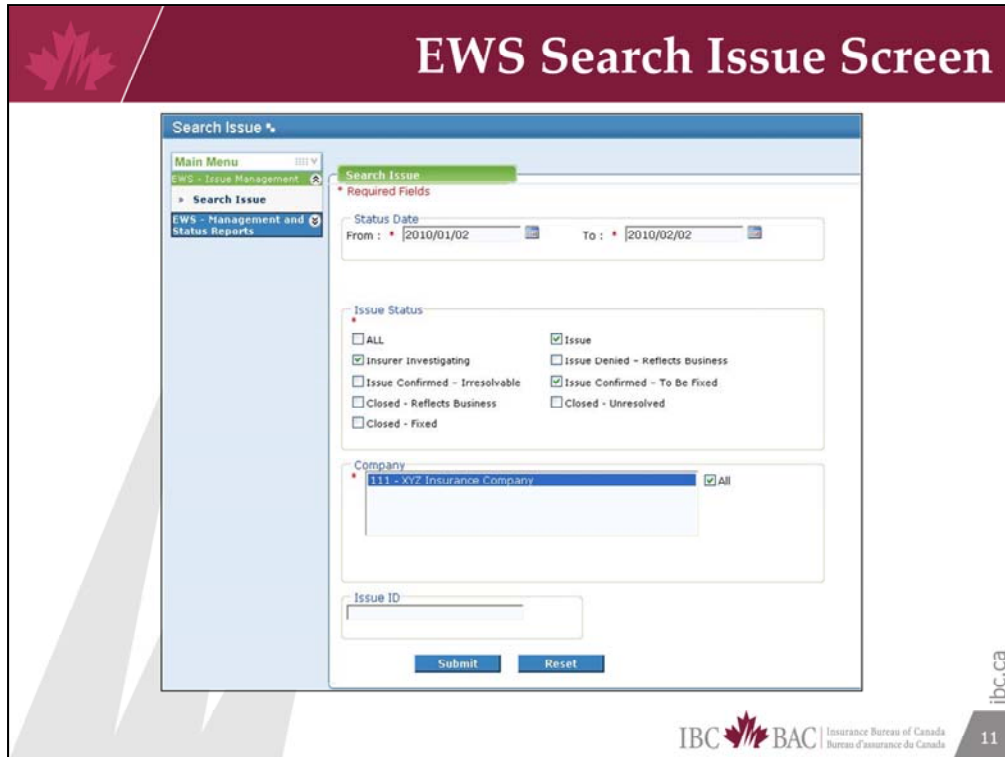 EWS Search Issue Screen
Search Issue
Main Menu
EWS - Issue Management
» Search Issue
EWS - Management and Status Reports
Search Issue
* Required Fields
Status Date
From : * 2010/01/02 To : * 2010/02/02
Issue Status
*
ALL Issue
Insurer Investigating Issue Denied - Reflects Business
Issue Confirmed - Irresolvable Issue Confirmed - To Be Fixed
Closed - Reflects Business Closed - Unresolved
Closed - Fixed
Company
* 111 - XYZ Insurance Company All
Issue ID
Submit Reset
ibc.ca
IBC BAC Insurance Bureau of Canada
Bureau d'assurance du Canada
11